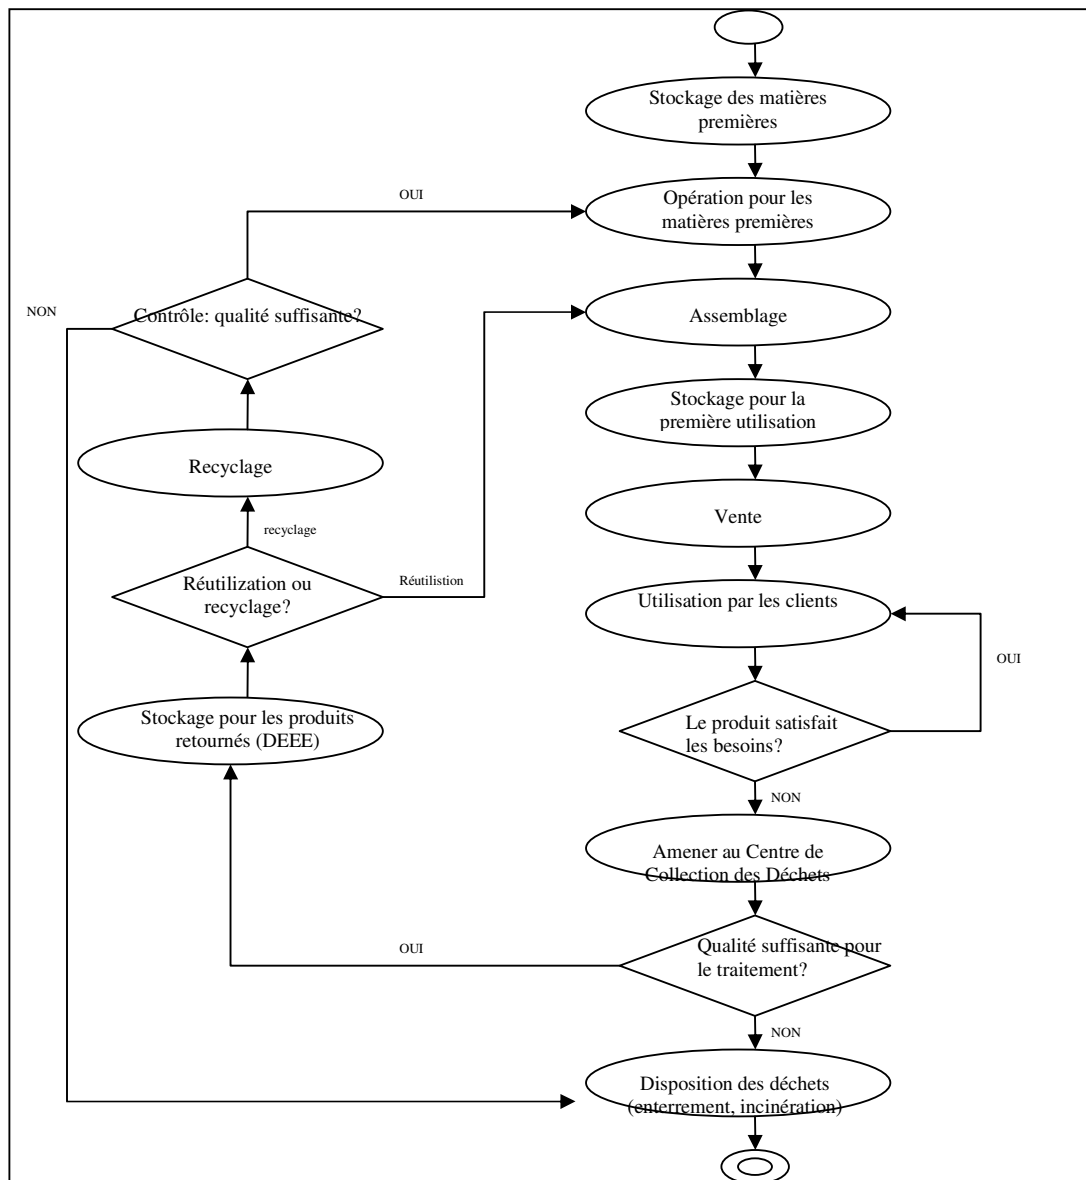 Stockage des matières
premières
OUI
Opération pour les
matières premières
NON
Contrôle: qualité suffisante?
Assemblage
Stockage pour la
première utilisation
Recyclage
Vente
recyclage
Réutilization ou
recyclage?
Réutilistion
Utilisation par les clients
OUI
Stockage pour les produits
retournés (DEEE)
Le produit satisfait
les besoins?
NON
Amener au Centre de
Collection des Déchets
OUI
Qualité suffisante pour
le traitement?
NON
Disposition des déchets
(enterrement, incinération)